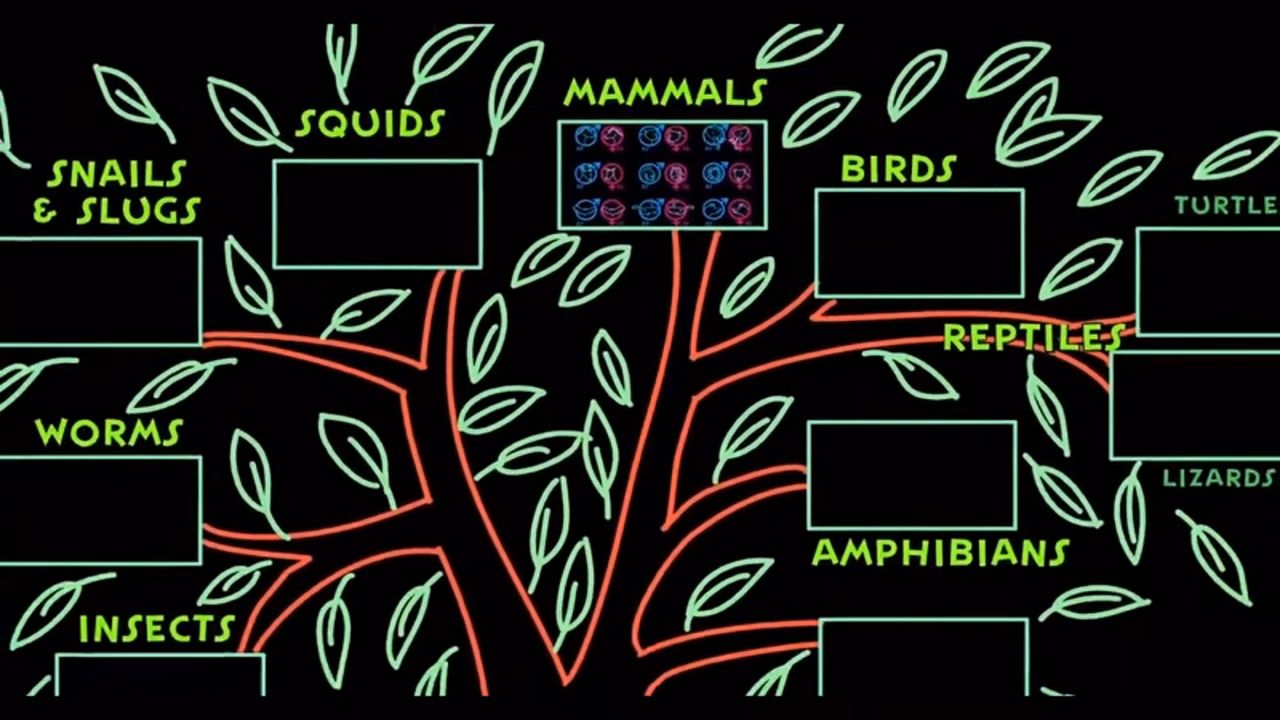 MAMMALS
SQUIDS
BIRDS
SNAILS
& SLUGS
TURTLE
REPTILES
WORMS
LIZARDS
AMPHIBIANS
INSECTS